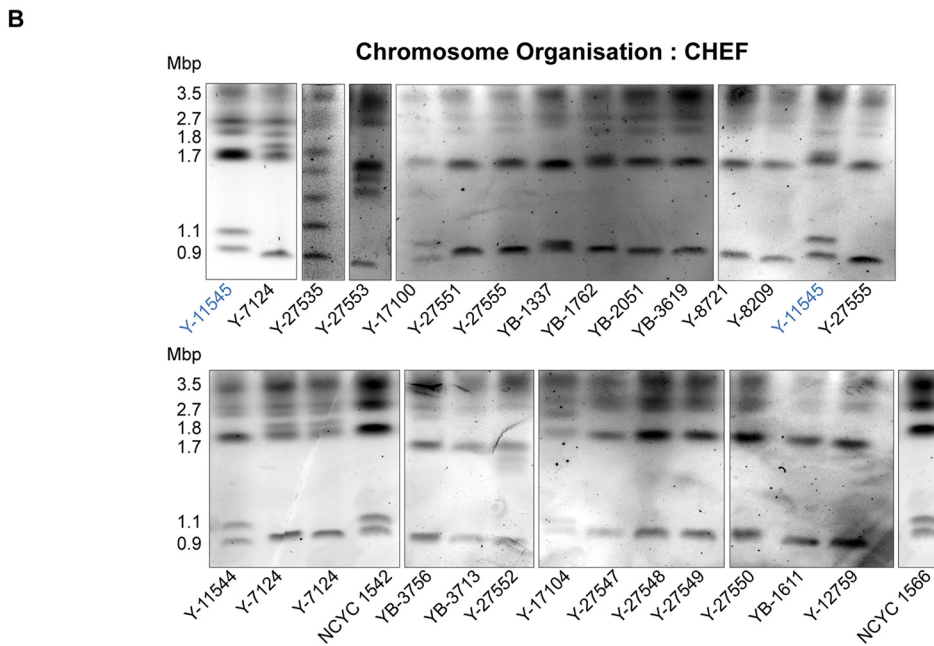 B
Chromosome Organisation : CHEF
Mbp
3.5
2.7
1.8
1.7
1.1
0.9
Y-11545
Y-7124
Y-27535
Y-27553
Y-17100
Y-27551
Y-27555
YB-1337
YB-1762
YB-2051
YB-3619
Y-8721
Y-8209
Y-11545
Y-27555
Mbp
3.5
2.7
1.8
1.7
1.1
0.9
Y-11544
Y-7124
Y-7124
NCYC 1542
YB-3756
YB-3713
Y-27552
Y-17104
Y-27547
Y-27548
Y-27549
Y-27550
YB-1611
Y-12759
NCYC 1566